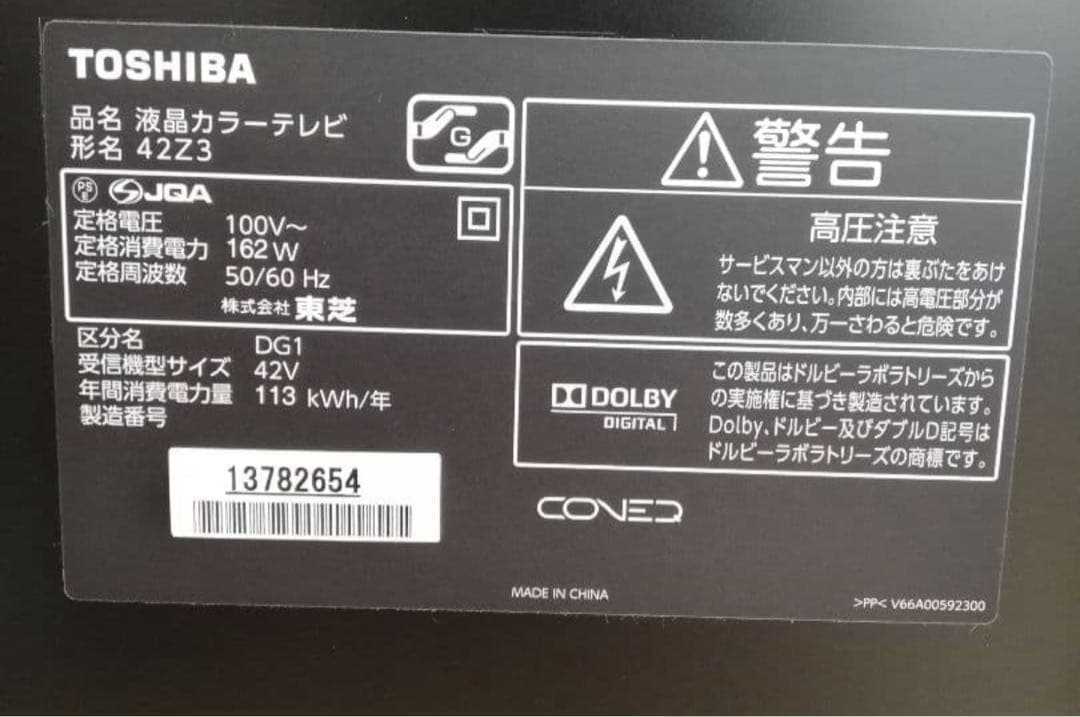 TOSHIBA
品名 液晶カラーテレビ
形名 42Z3
G
PS
E
JQA
定格電圧 100V～
定格消費電力 162W
定格周波数 50/60 Hz
株式会社 東芝
区分名 DG1
受信機型サイズ 42V
年間消費電力量 113 kWh/年
製造番号
13782654
警告
高圧注意
サービスマン以外の方は裏ぶたをあけ
ないでください。内部には高電圧部分が
数多くあり、万一さわると危険です。
DOLBY
DIGITAL
この製品はドルビーラボラトリーズから
の実施権に基づき製造されています。
Dolby、ドルビー及びダブルD記号は
ドルビーラボラトリーズの商標です。
CONEQ
MADE IN CHINA
>PP< V66A00592300